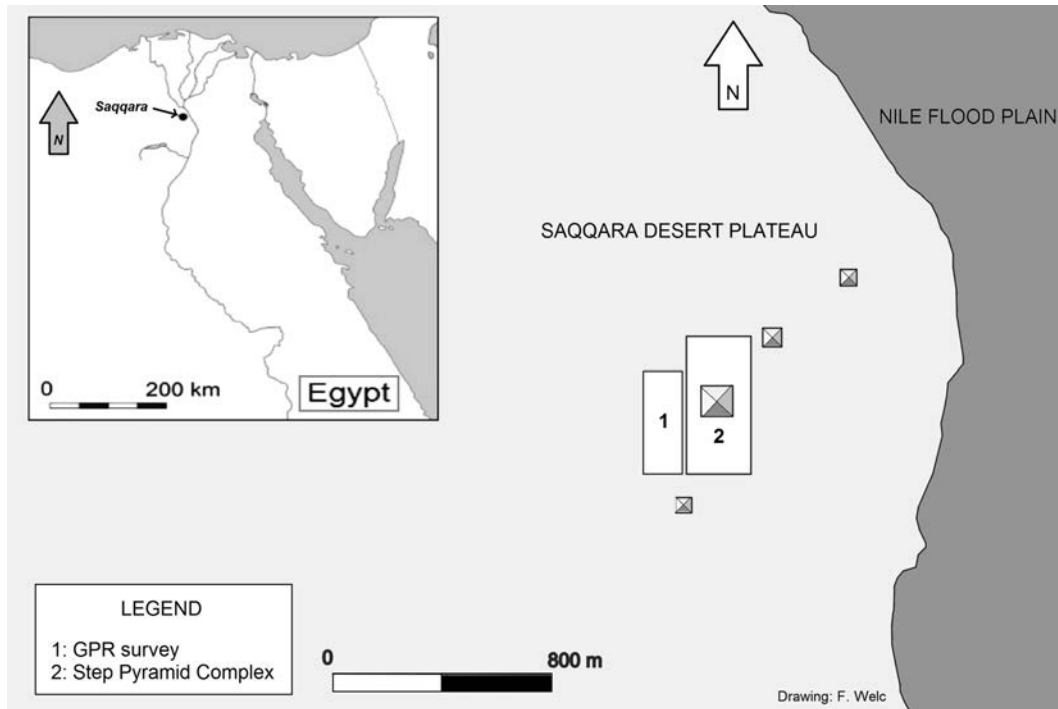 N
Saqqara
0 200 km
Egypt
N
NILE FLOOD PLAIN
SAQQARA DESERT PLATEAU
1
2
LEGEND
1: GPR survey
2: Step Pyramid Complex
0 800 m
Drawing: F. Welc